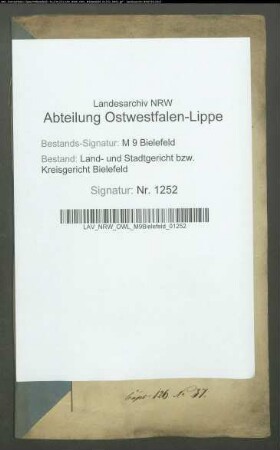 Landesarchiv NRW
Abteilung Ostwestfalen-Lippe
Bestands-Signatur: M 9 Bielefeld
Bestand: Land- und Stadtgericht bzw.
Kreisgericht Bielefeld
Signatur: Nr. 1252
LAV_NRW_OWL_M9Bielefeld_01252